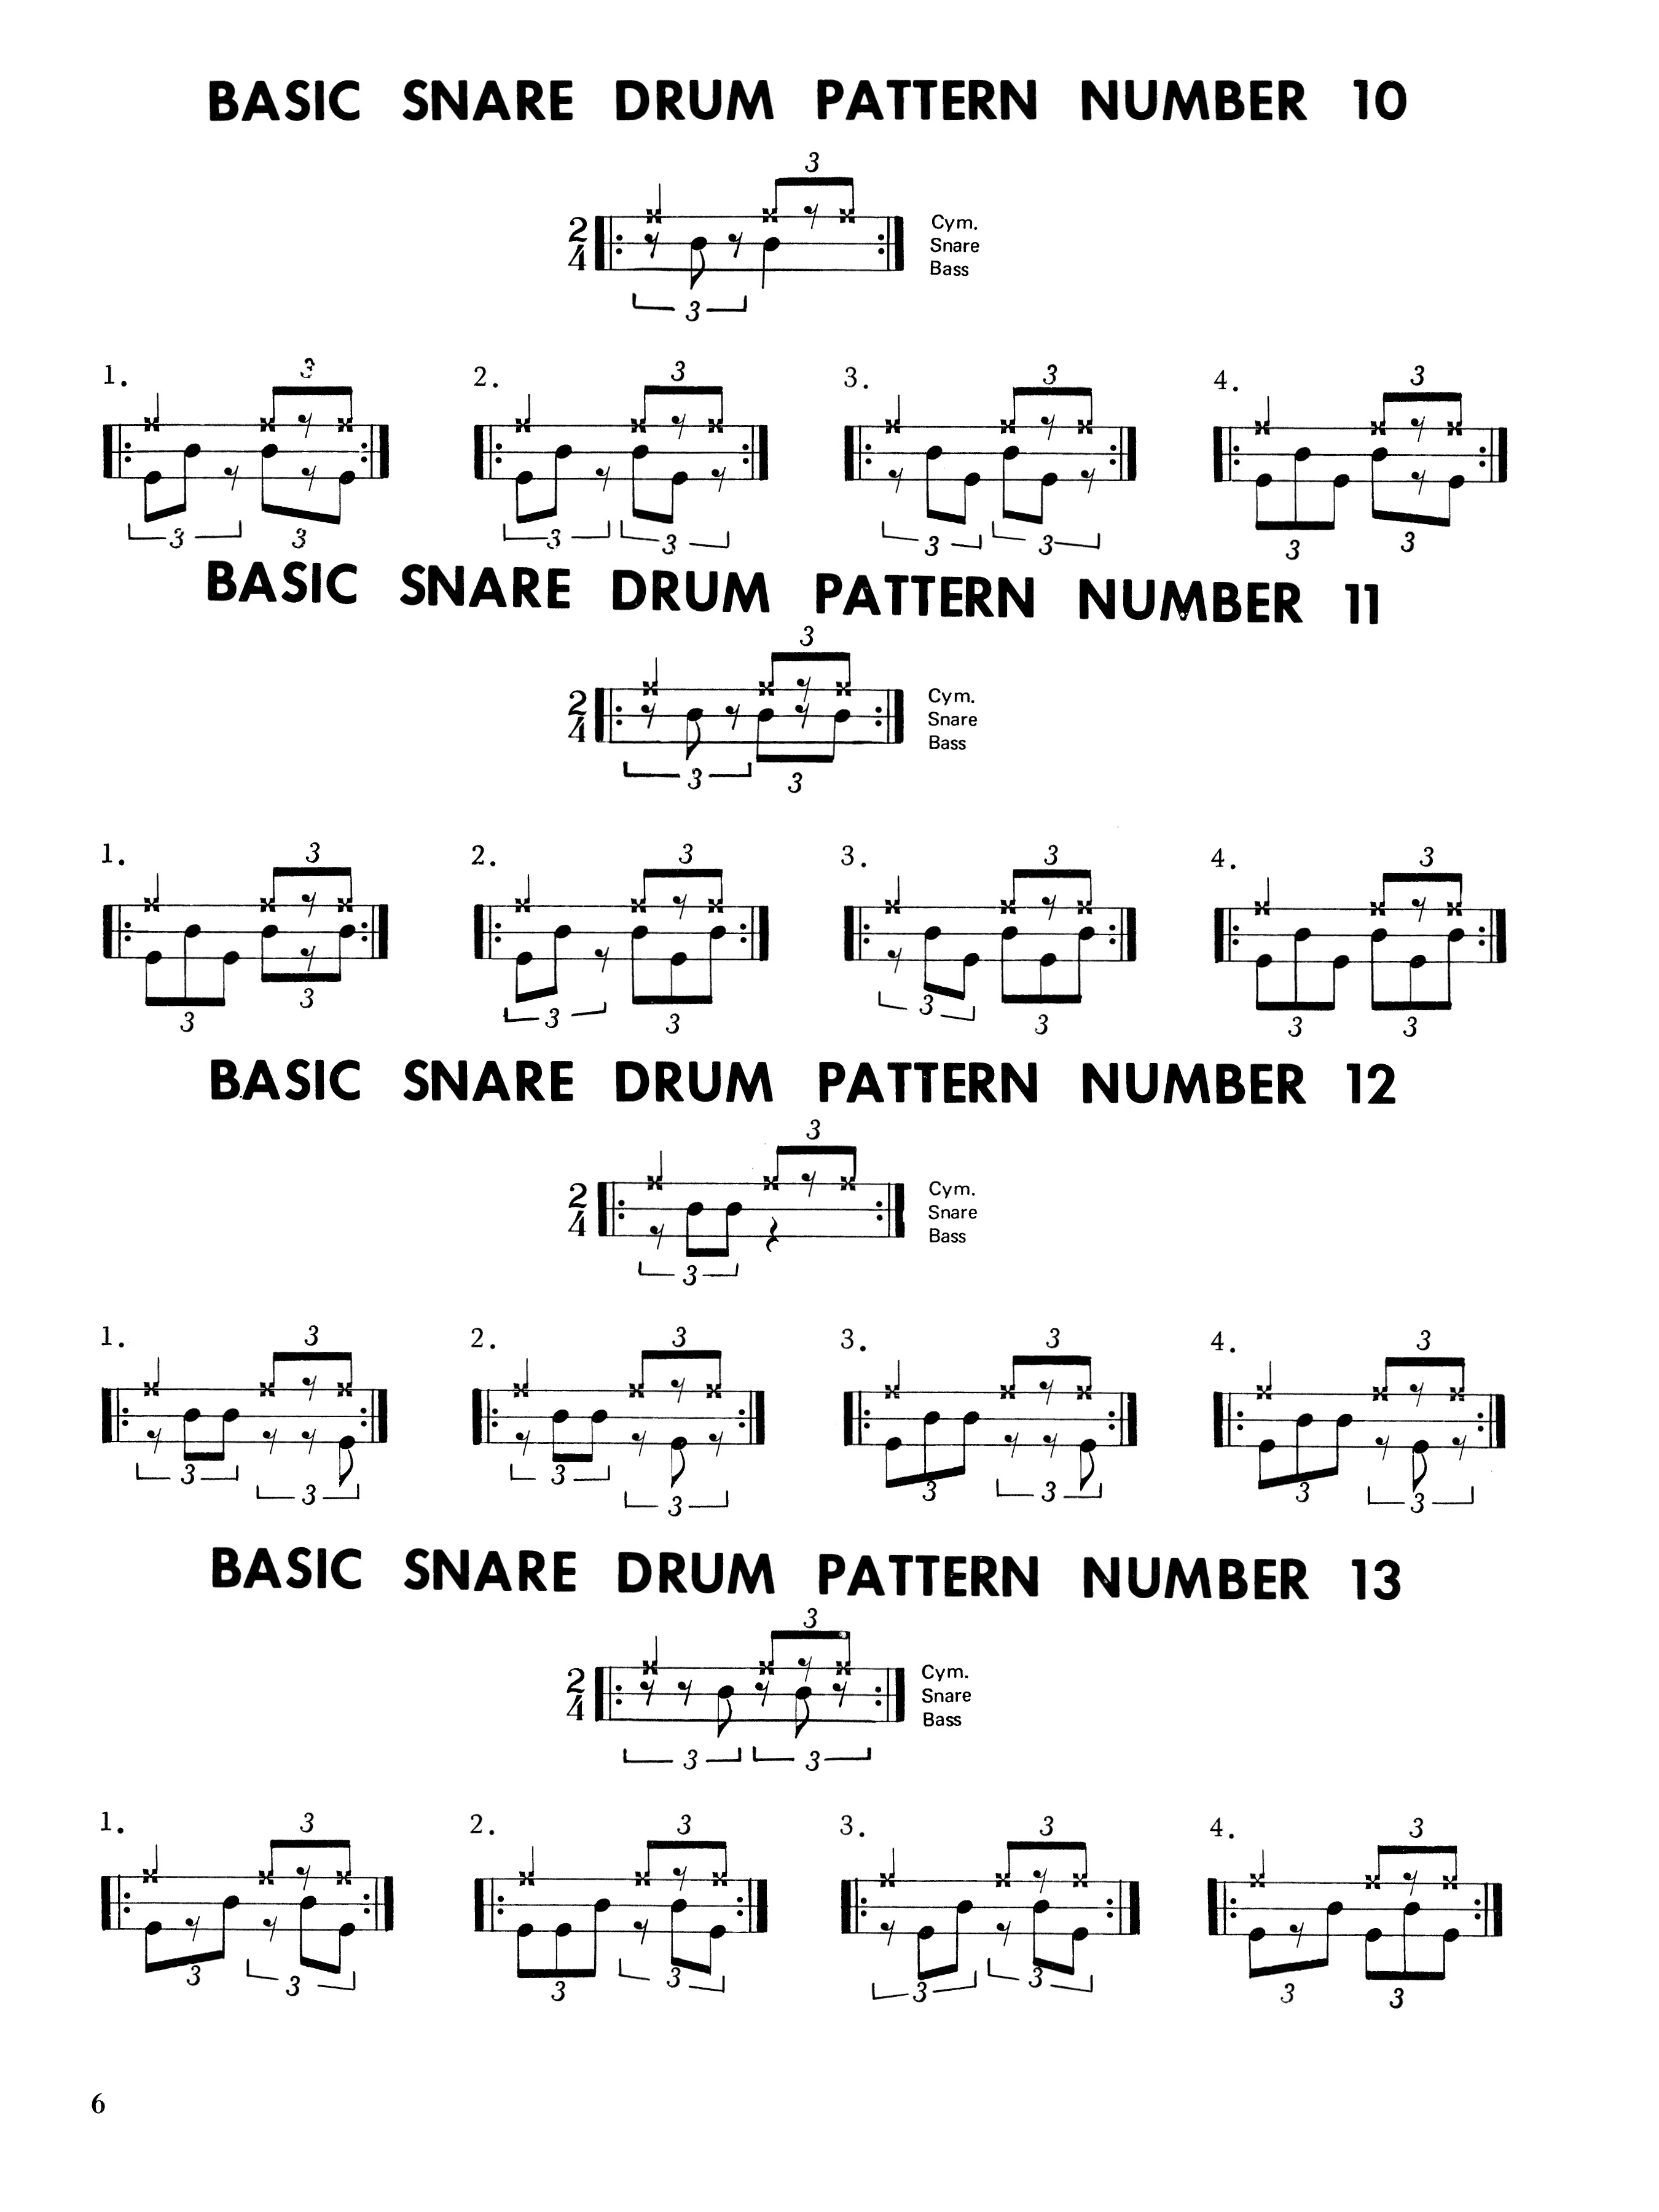 BASIC SNARE DRUM PATTERN NUMBER 10
3
2
4
Cym.
Snare
Bass
3
1. 2. 3. 4.
3 3 3 3
3 3 3 3 3 3 3 3
BASIC SNARE DRUM PATTERN NUMBER 11
3
2
4
Cym.
Snare
Bass
3 3
1. 2. 3. 4.
3 3 3 3
3 3 3 3 3 3 3 3
BASIC SNARE DRUM PATTERN NUMBER 12
3
2
4
Cym.
Snare
Bass
3
1. 2. 3. 4.
3 3 3 3
3 3 3 3 3 3 3 3
BASIC SNARE DRUM PATTERN NUMBER 13
3
2
4
Cym.
Snare
Bass
3 3
1. 2. 3. 4.
3 3 3 3
3 3 3 3 3 3 3 3
6